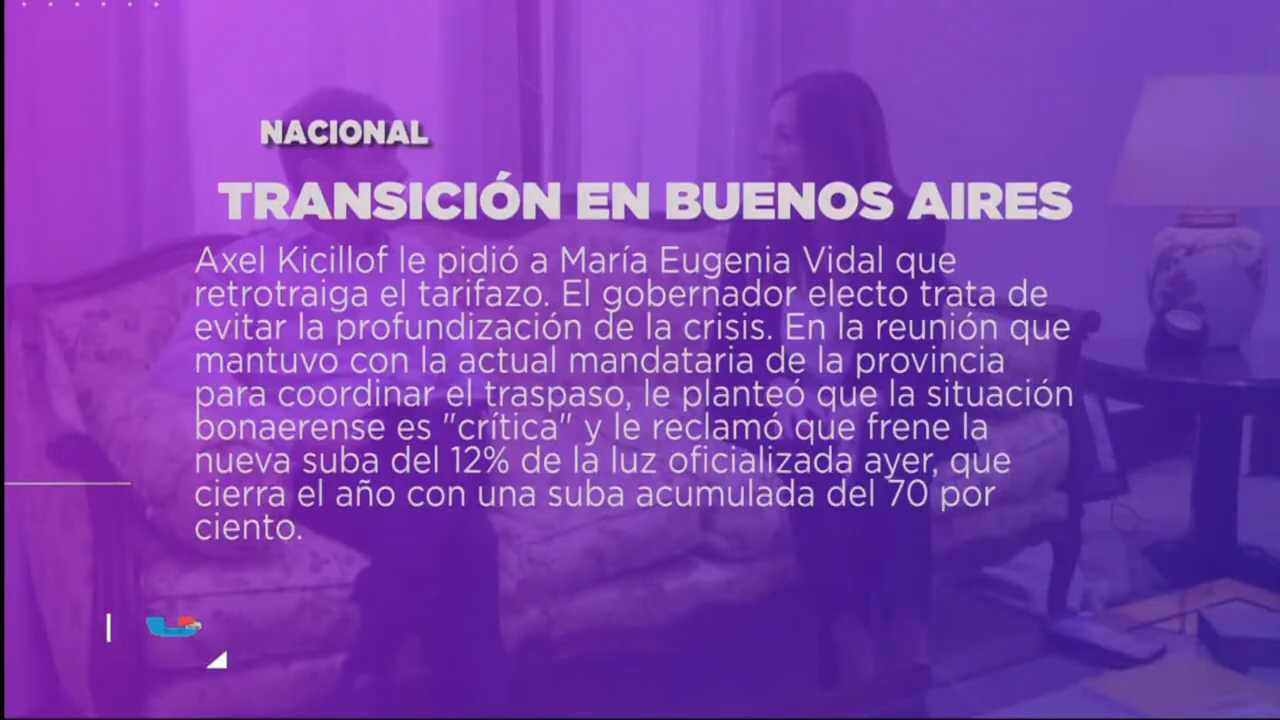 NACIONAL
TRANSICIÓN EN BUENOS AIRES
Axel Kicillof le pidió a María Eugenia Vidal que
retrotraiga el tarifazo. El gobernador electo trata de
evitar la profundización de la crisis. En la reunión que
mantuvo con la actual mandataria de la provincia
para coordinar el traspaso, le planteó que la situación
bonaerense es "crítica" y le reclamó que frene la
nueva suba del 12% de la luz oficializada ayer, que
cierra el año con una suba acumulada del 70 por
ciento.